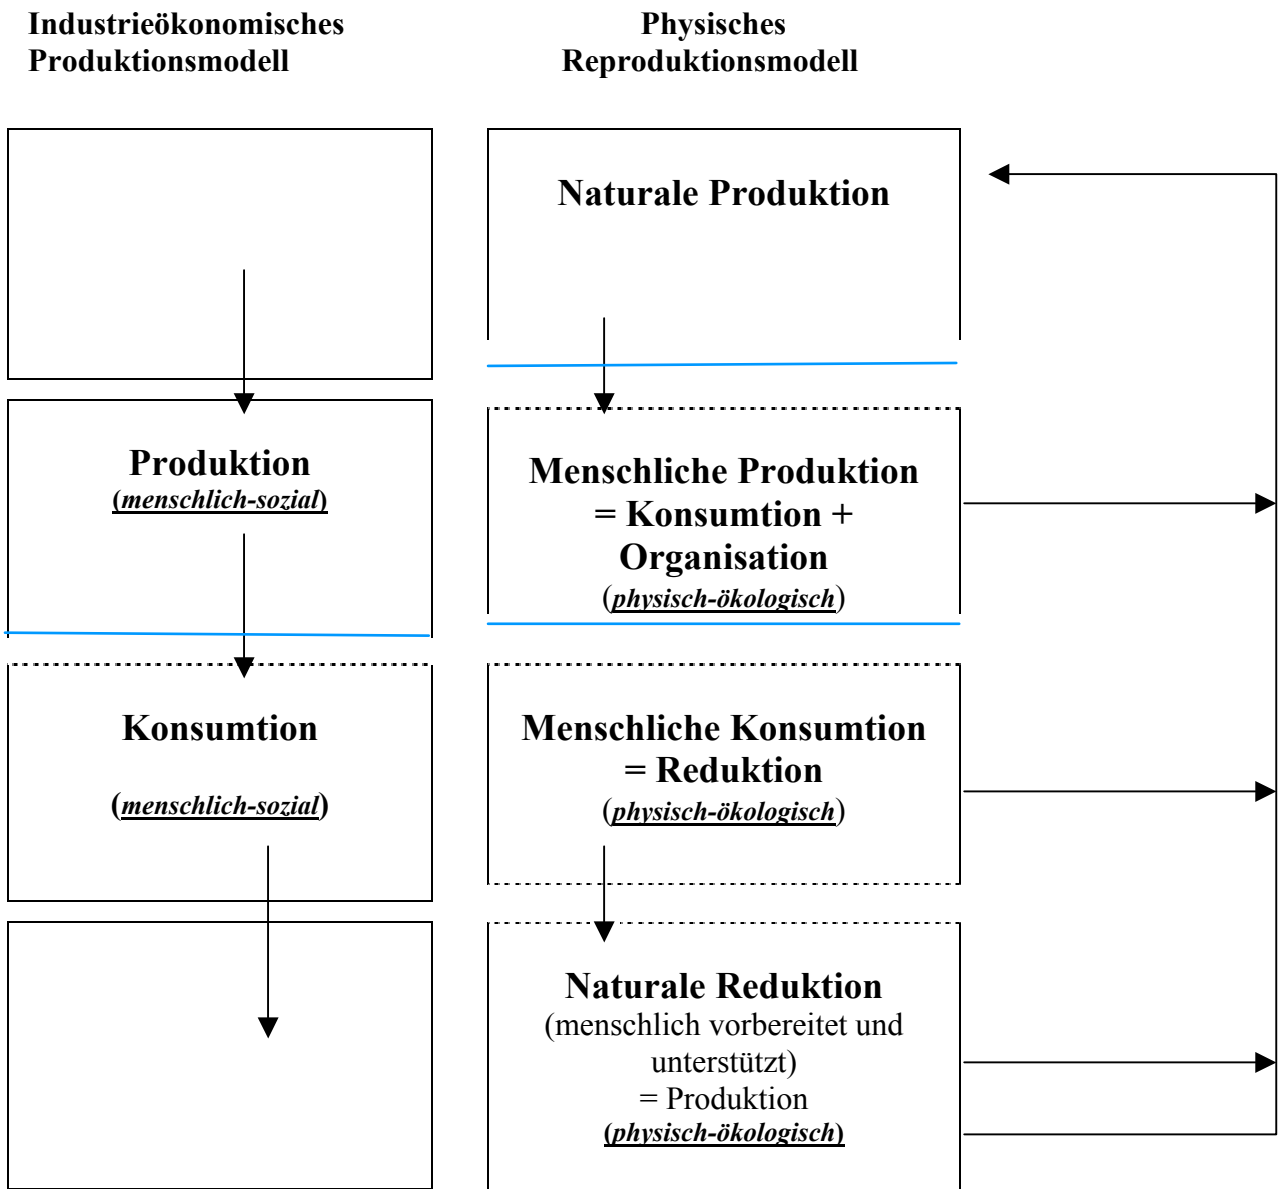 Industrieökonomisches
Produktionsmodell
Physisches
Reproduktionsmodell
Naturale Produktion
Produktion
(menschlich-sozial)
Menschliche Produktion
= Konsumtion +
Organisation
(physisch-ökologisch)
Konsumtion
(menschlich-sozial)
Menschliche Konsumtion
= Reduktion
(physisch-ökologisch)
Naturale Reduktion
(menschlich vorbereitet und
unterstützt)
= Produktion
(physisch-ökologisch)